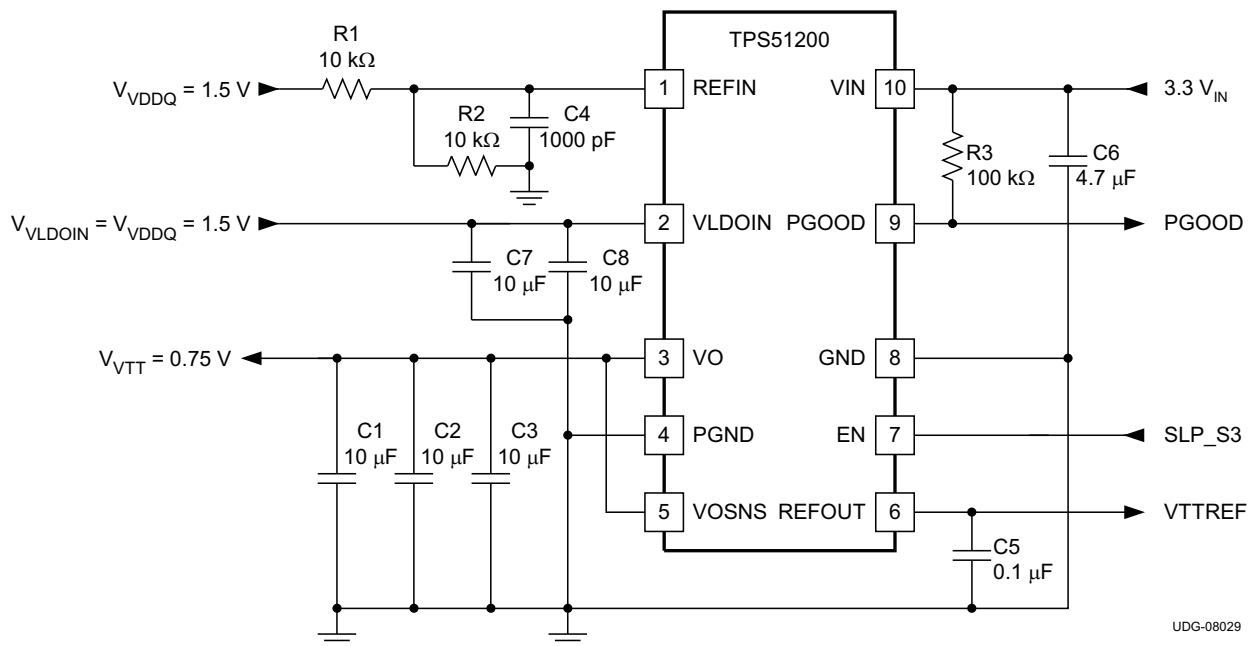 TPS51200
R1
10 kΩ
V_VDDQ = 1.5 V
1 REFIN
VIN 10
3.3 V_IN
R2
10 kΩ
C4
1000 pF
R3
100 kΩ
C6
4.7 µF
V_VLDOIN = V_VDDQ = 1.5 V
2 VLDOIN
PGOOD 9
PGOOD
C7
10 µF
C8
10 µF
V_VTT = 0.75 V
3 VO
GND 8
C1
10 µF
C2
10 µF
C3
10 µF
4 PGND
EN 7
SLP_S3
5 VOSNS
REFOUT 6
VTTREF
C5
0.1 µF
UDG-08029